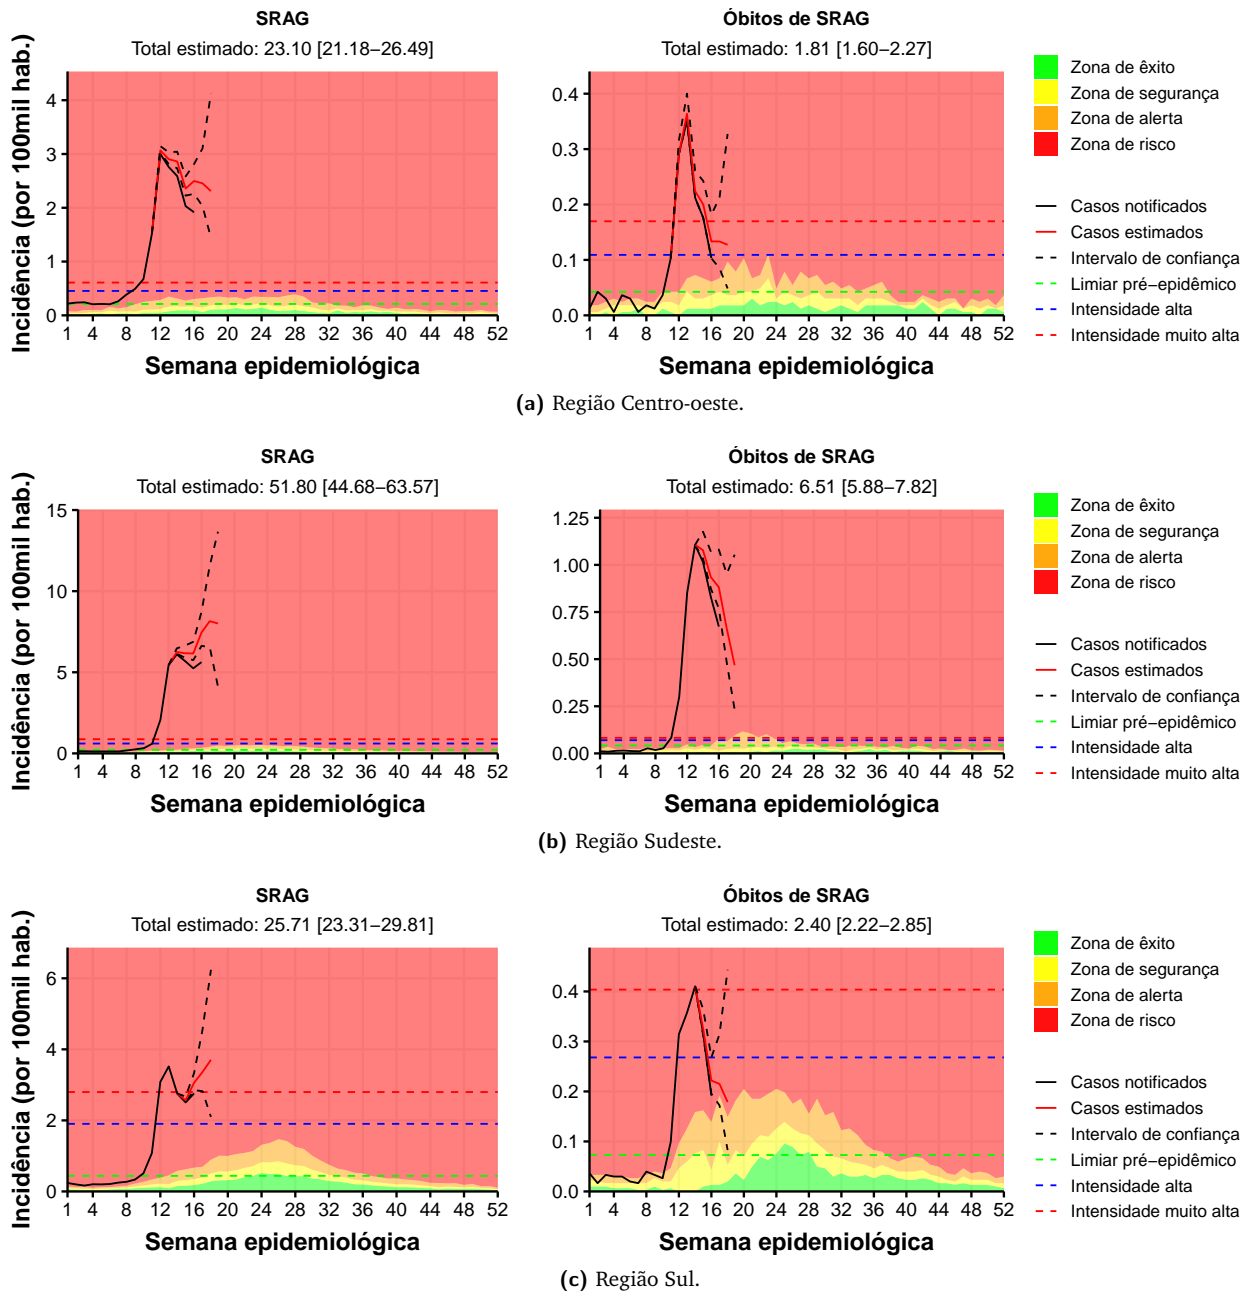 SRAG
Total estimado: 23.10 [21.18−26.49]
Incidência (por 100mil hab.)
4
3
2
1
0
1 4 8 12 16 20 24 28 32 36 40 44 48 52
Semana epidemiológica
Óbitos de SRAG
Total estimado: 1.81 [1.60−2.27]
0.4
0.3
0.2
0.1
0.0
1 4 8 12 16 20 24 28 32 36 40 44 48 52
Semana epidemiológica
Zona de êxito
Zona de segurança
Zona de alerta
Zona de risco
Casos notificados
Casos estimados
Intervalo de confiança
Limiar pré−epidêmico
Intensidade alta
Intensidade muito alta
(a) Região Centro-oeste.
SRAG
Total estimado: 51.80 [44.68−63.57]
Incidência (por 100mil hab.)
15
10
5
0
1 4 8 12 16 20 24 28 32 36 40 44 48 52
Semana epidemiológica
Óbitos de SRAG
Total estimado: 6.51 [5.88−7.82]
1.25
1.00
0.75
0.50
0.25
0.00
1 4 8 12 16 20 24 28 32 36 40 44 48 52
Semana epidemiológica
Zona de êxito
Zona de segurança
Zona de alerta
Zona de risco
Casos notificados
Casos estimados
Intervalo de confiança
Limiar pré−epidêmico
Intensidade alta
Intensidade muito alta
(b) Região Sudeste.
SRAG
Total estimado: 25.71 [23.31−29.81]
Incidência (por 100mil hab.)
6
4
2
0
1 4 8 12 16 20 24 28 32 36 40 44 48 52
Semana epidemiológica
Óbitos de SRAG
Total estimado: 2.40 [2.22−2.85]
0.4
0.3
0.2
0.1
0.0
1 4 8 12 16 20 24 28 32 36 40 44 48 52
Semana epidemiológica
Zona de êxito
Zona de segurança
Zona de alerta
Zona de risco
Casos notificados
Casos estimados
Intervalo de confiança
Limiar pré−epidêmico
Intensidade alta
Intensidade muito alta
(c) Região Sul.